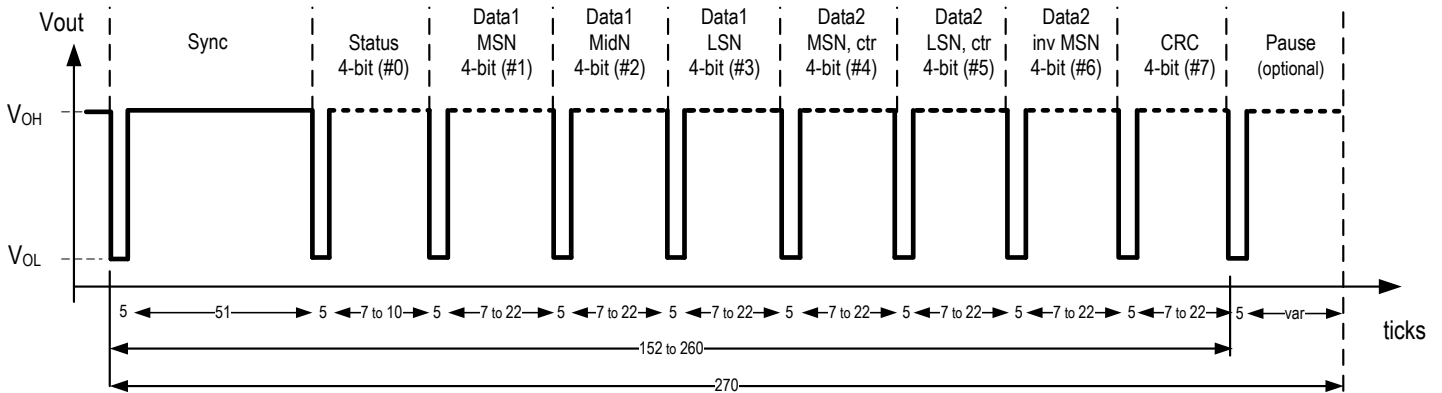 Vout
Sync
Status
4-bit (#0)
Data1
MSN
4-bit (#1)
Data1
MidN
4-bit (#2)
Data1
LSN
4-bit (#3)
Data2
MSN, ctr
4-bit (#4)
Data2
LSN, ctr
4-bit (#5)
Data2
inv MSN
4-bit (#6)
CRC
4-bit (#7)
Pause
(optional)
VOH
VOL
5 51 5 7 to 10 5 7 to 22 5 7 to 22 5 7 to 22 5 7 to 22 5 7 to 22 5 7 to 22 5 7 to 22 5 var
ticks
152 to 260
270